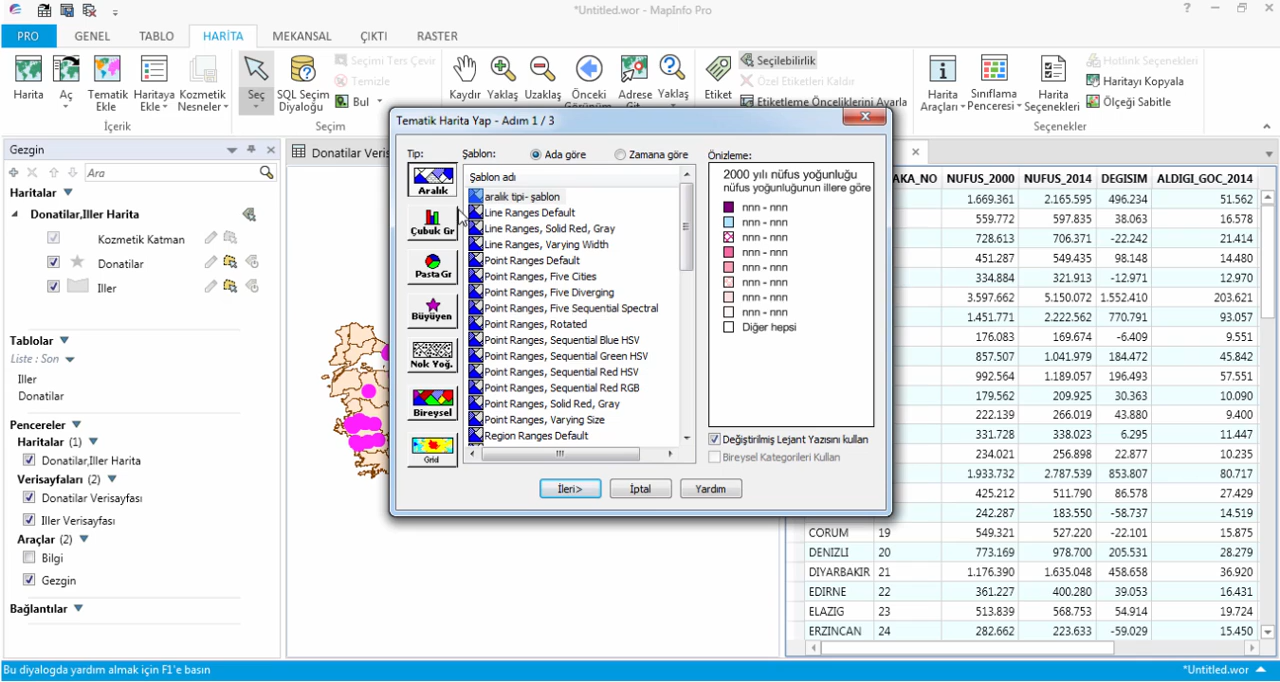 *Untitled.wor - MapInfo Pro
PRO GENEL TABLO HARİTA MEKANSAL ÇIKTI RASTER
Harita
Aç
Tematik Ekle
Haritaya Ekle
Kozmetik Nesneler
İçerik
Seç
SQL Seçim Diyaloğu
Seçimi Ters Çevir
Temizle
Bul
Seçim
Kaydır
Yaklaş
Uzaklaş
Önceki Görünüm
Adrese Git
Yaklaş
Etiket
Seçilebilirlik
Özel Etiketleri Kaldır
Etiketleme Önceliklerini Ayarla
Harita Araçları
Sınıflama Penceresi
Harita Seçenekleri
Hotlink Seçenekleri
Haritayı Kopyala
Ölçeği Sabitle
Seçenekler
Gezgin
Ara
Haritalar
Donatilar,Iller Harita
Kozmetik Katman
Donatilar
Iller
Tablolar
Liste : Son
Iller
Donatilar
Pencereler
Haritalar (1)
Donatilar,Iller Harita
Verisayfaları (2)
Donatilar Verisayfası
Iller Verisayfası
Araçlar (2)
Bilgi
Gezgin
Bağlantılar
Donatilar Veris
Tematik Harita Yap - Adım 1 / 3
Tip:
Aralık
Çubuk Gr
Pasta Gr
Büyüyen
Nok Yoğ.
Bireysel
Grid
Şablon: Ada göre Zamana göre
Şablon adı
aralık tipi- şablon
Line Ranges Default
Line Ranges, Solid Red, Gray
Line Ranges, Varying Width
Point Ranges Default
Point Ranges, Five Cities
Point Ranges, Five Diverging
Point Ranges, Five Sequential Spectral
Point Ranges, Rotated
Point Ranges, Sequential Blue HSV
Point Ranges, Sequential Green HSV
Point Ranges, Sequential Red HSV
Point Ranges, Sequential Red RGB
Point Ranges, Solid Red, Gray
Point Ranges, Varying Size
Region Ranges Default
Önizleme:
2000 yılı nüfus yoğunluğu
nüfus yoğunluğunun illere göre
nnn - nnn
nnn - nnn
nnn - nnn
nnn - nnn
nnn - nnn
nnn - nnn
nnn - nnn
nnn - nnn
Diğer hepsi
Değiştirilmiş Lejant Yazısını kullan
Bireysel Kategorileri Kullan
İleri> İptal Yardım
AKA_NO NUFUS_2000 NUFUS_2014 DEGISIM ALDIGI_GOC_2014
1.669.361 2.165.595 496.234 51.562
559.772 597.835 38.063 16.578
728.613 706.371 -22.242 21.414
451.287 549.435 98.148 14.480
334.884 321.913 -12.971 12.970
3.597.662 5.150.072 1.552.410 203.621
1.451.771 2.222.562 770.791 93.057
176.083 169.674 -6.409 9.551
857.507 1.041.979 184.472 45.842
992.564 1.189.057 196.493 57.551
179.562 209.925 30.363 10.090
222.139 266.019 43.880 9.400
331.728 338.023 6.295 11.447
234.021 256.898 22.877 10.235
1.933.732 2.787.539 853.807 80.717
425.212 511.790 86.578 27.429
242.287 183.550 -58.737 14.519
CORUM 19 549.321 527.220 -22.101 15.875
DENIZLI 20 773.169 978.700 205.531 28.279
DIYARBAKIR 21 1.176.390 1.635.048 458.658 36.920
EDIRNE 22 361.227 400.280 39.053 16.431
ELAZIG 23 513.839 568.753 54.914 19.724
ERZINCAN 24 282.662 223.633 -59.029 15.450
Bu diyalogda yardım almak için F1'e basın
*Untitled.wor